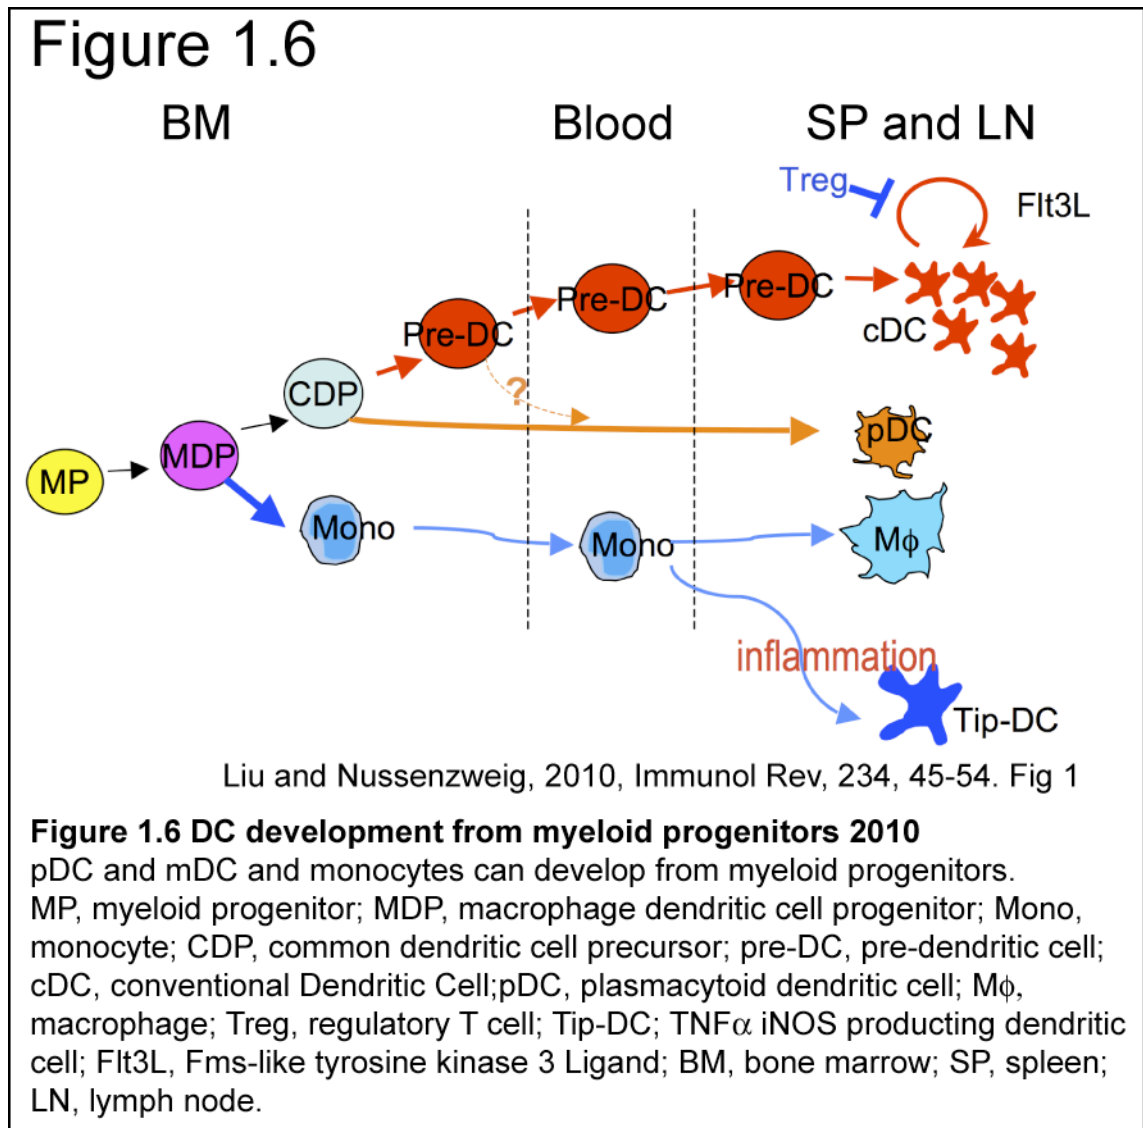 Figure 1.6
BM
Blood
SP and LN
Treg
Flt3L
Pre-DC
Pre-DC
Pre-DC
cDC
CDP
?
pDC
MDP
MP
Mono
Mono
Mϕ
inflammation
Tip-DC
Liu and Nussenzweig, 2010, Immunol Rev, 234, 45-54. Fig 1
Figure 1.6 DC development from myeloid progenitors 2010
pDC and mDC and monocytes can develop from myeloid progenitors.
MP, myeloid progenitor; MDP, macrophage dendritic cell progenitor; Mono,
monocyte; CDP, common dendritic cell precursor; pre-DC, pre-dendritic cell;
cDC, conventional Dendritic Cell;pDC, plasmacytoid dendritic cell; Mϕ,
macrophage; Treg, regulatory T cell; Tip-DC; TNFα iNOS producting dendritic
cell; Flt3L, Fms-like tyrosine kinase 3 Ligand; BM, bone marrow; SP, spleen;
LN, lymph node.